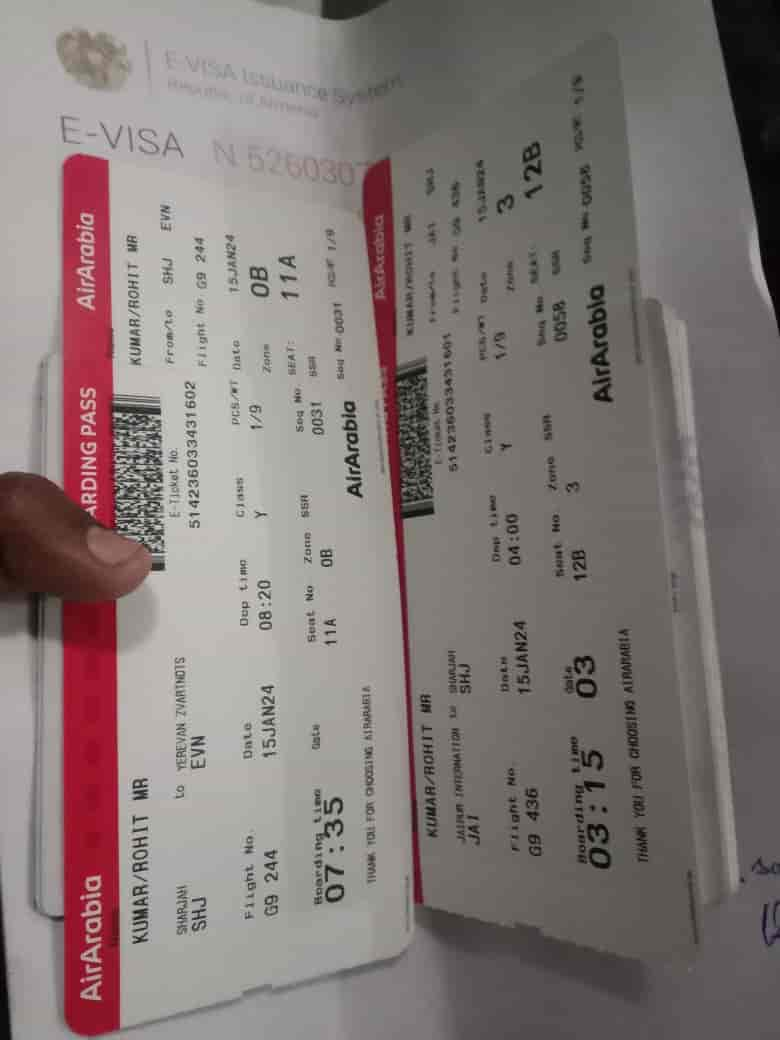 E-VISA Issuance System
Republic of Armenia
E-VISA N 5260307
AirArabia
BOARDING PASS
AirArabia
KUMAR/ROHIT MR
SHARJAH
SHJ
to YEREVAN ZVARTNOTS
EVN
E-Ticket No:
514236033431602
Flight No. Date Dep time Class PCS/WT
G9 244 15JAN24 08:20 Y 1/9
Boarding time Gate Seat No Zone SSR Seq No
07:35 11A 0B 0031
THANK YOU FOR CHOOSING AIRARABIA
AirArabia
KUMAR/ROHIT MR
From/to SHJ EVN
Flight No G9 244
Date 15JAN24
Zone 0B
SEAT: 11A
SSR
Seq No 0031 1/9
AirArabia
KUMAR/ROHIT MR
JAIPUR INTERNATION to SHARJAH
JAI SHJ
E-Ticket No:
514236033431601
Flight No. Date Dep time Class PCS/WT
G9 436 15JAN24 04:00 Y 1/9
Boarding time Gate Seat No Zone SSR Seq No
03:15 03 12B 3 0058
THANK YOU FOR CHOOSING AIRARABIA
AirArabia
KUMAR/ROHIT MR
From/to JAI SHJ
Flight No G9 436
Date 15JAN24
Zone 3
SEAT: 12B
SSR
Seq No 0058 1/9